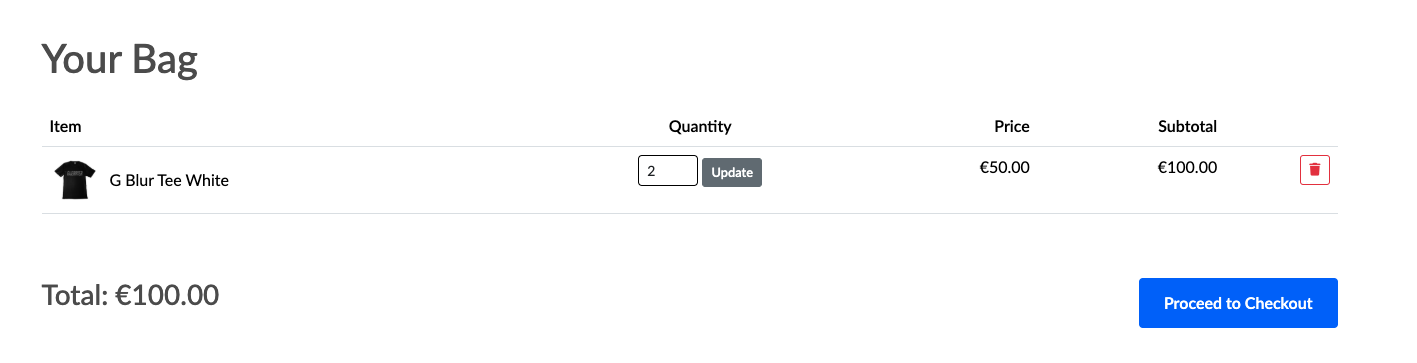 Your Bag
Item Quantity Price Subtotal
G Blur Tee White 2 Update €50.00 €100.00
Total: €100.00 Proceed to Checkout